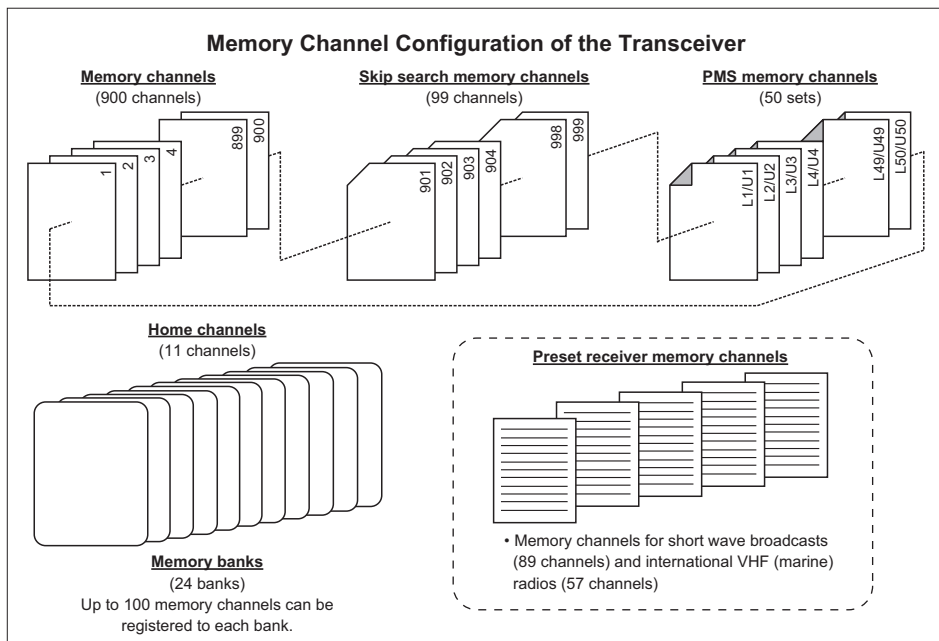 Memory Channel Configuration of the Transceiver
Memory channels
(900 channels)
1
2
3
4
899
900
Skip search memory channels
(99 channels)
901
902
903
904
998
999
PMS memory channels
(50 sets)
L1/U1
L2/U2
L3/U3
L4/U4
L49/U49
L50/U50
Home channels
(11 channels)
Memory banks
(24 banks)
Up to 100 memory channels can be
registered to each bank.
Preset receiver memory channels
• Memory channels for short wave broadcasts
(89 channels) and international VHF (marine)
radios (57 channels)